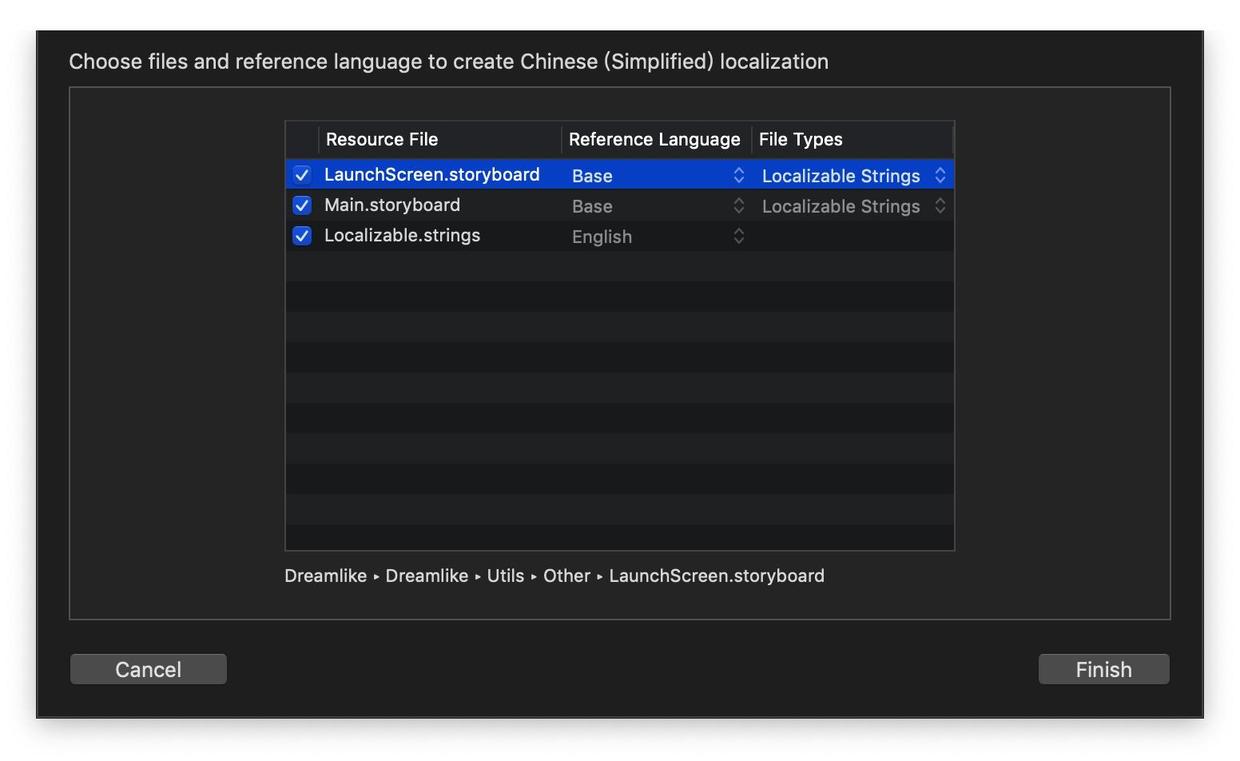 Choose files and reference language to create Chinese (Simplified) localization
Resource File Reference Language File Types
LaunchScreen.storyboard Base Localizable Strings
Main.storyboard Base Localizable Strings
Localizable.strings English
Dreamlike ▸ Dreamlike ▸ Utils ▸ Other ▸ LaunchScreen.storyboard
Cancel Finish